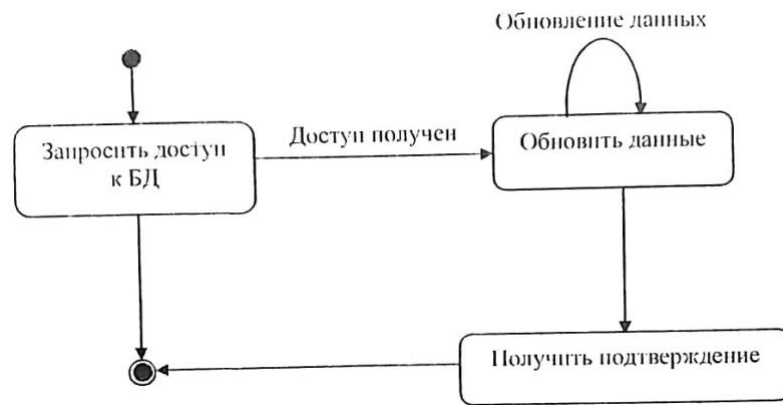 Обновление данных
Запросить доступ
к БД
Доступ получен
Обновить данные
Получить подтверждение